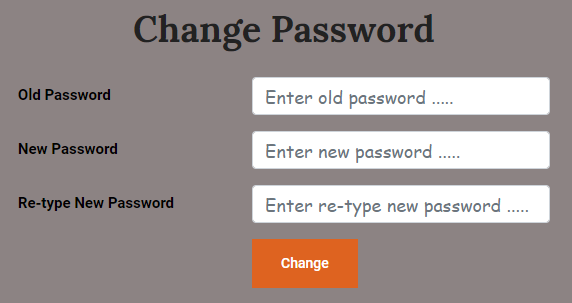 Change Password
Old Password Enter old password .....
New Password Enter new password .....
Re-type New Password Enter re-type new password .....
Change